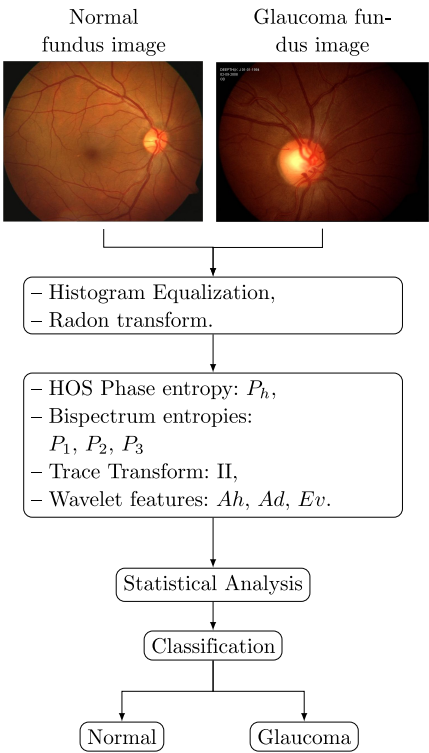 Normal
fundus image
Glaucoma fun-
dus image
– Histogram Equalization,
– Radon transform.
– HOS Phase entropy: Ph,
– Bispectrum entropies:
P1, P2, P3
– Trace Transform: II,
– Wavelet features: Ah, Ad, Ev.
Statistical Analysis
Classification
Normal
Glaucoma